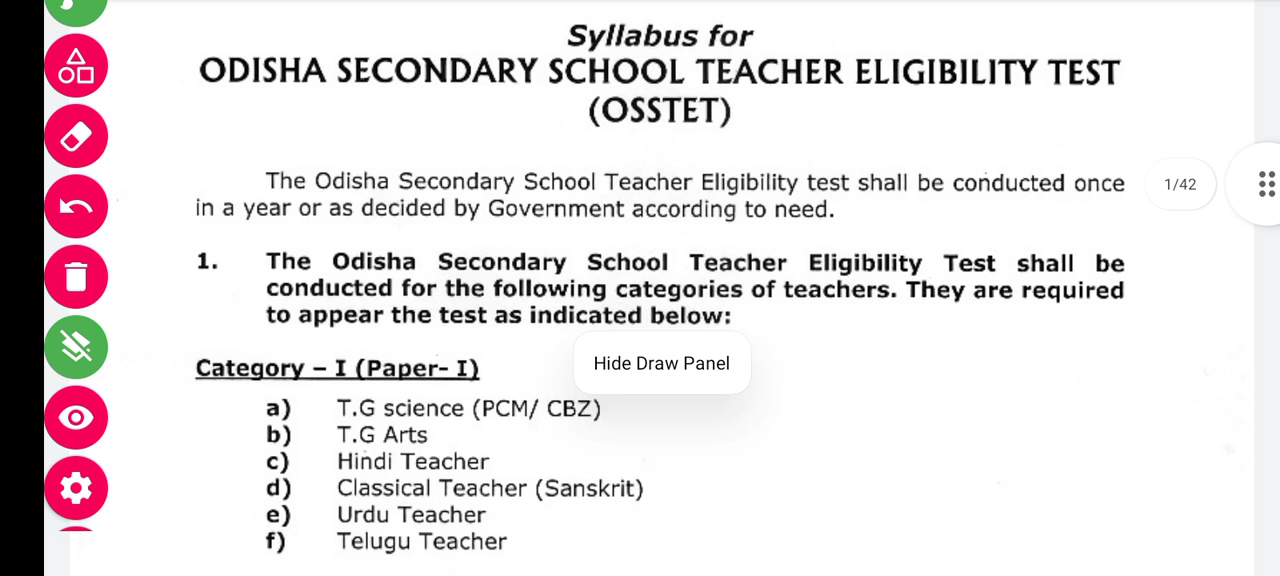 Syllabus for
ODISHA SECONDARY SCHOOL TEACHER ELIGIBILITY TEST
(OSSTET)
The Odisha Secondary School Teacher Eligibility test shall be conducted once
in a year or as decided by Government according to need.
1/42
1. The Odisha Secondary School Teacher Eligibility Test shall be
conducted for the following categories of teachers. They are required
to appear the test as indicated below:
Hide Draw Panel
Category – I (Paper- I)
a) T.G science (PCM/ CBZ)
b) T.G Arts
c) Hindi Teacher
d) Classical Teacher (Sanskrit)
e) Urdu Teacher
f) Telugu Teacher